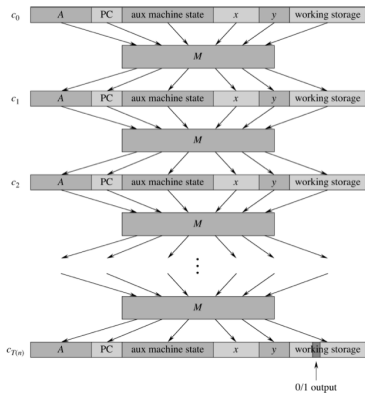 c0 A PC aux machine state x y working storage
M
c1 A PC aux machine state x y working storage
M
c2 A PC aux machine state x y working storage
M
M
cT(n) A PC aux machine state x y working storage
0/1 output